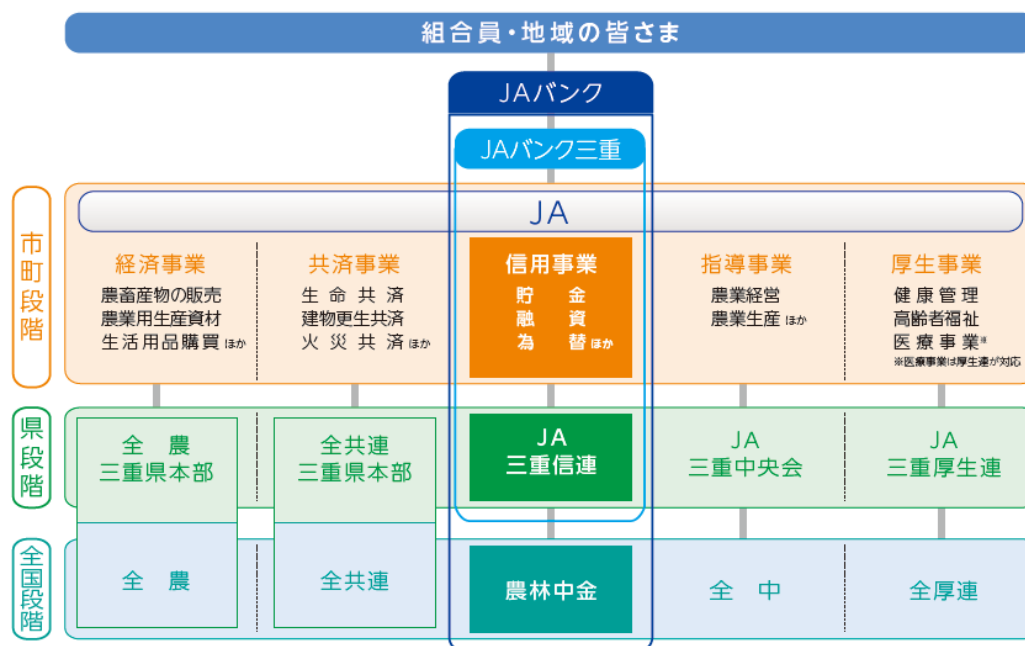 組合員・地域の皆さま
JAバンク
JAバンク三重
市町段階
JA
経済事業
農畜産物の販売
農業用生産資材
生活用品購買 ほか
共済事業
生命共済
建物更生共済
火災共済 ほか
信用事業
貯金
融資
為替 ほか
指導事業
農業経営
農業生産 ほか
厚生事業
健康管理
高齢者福祉
医療事業※
※医療事業は厚生連が対応
県段階
全農
三重県本部
全共連
三重県本部
JA
三重信連
JA
三重中央会
JA
三重厚生連
全国段階
全農
全共連
農林中金
全中
全厚連